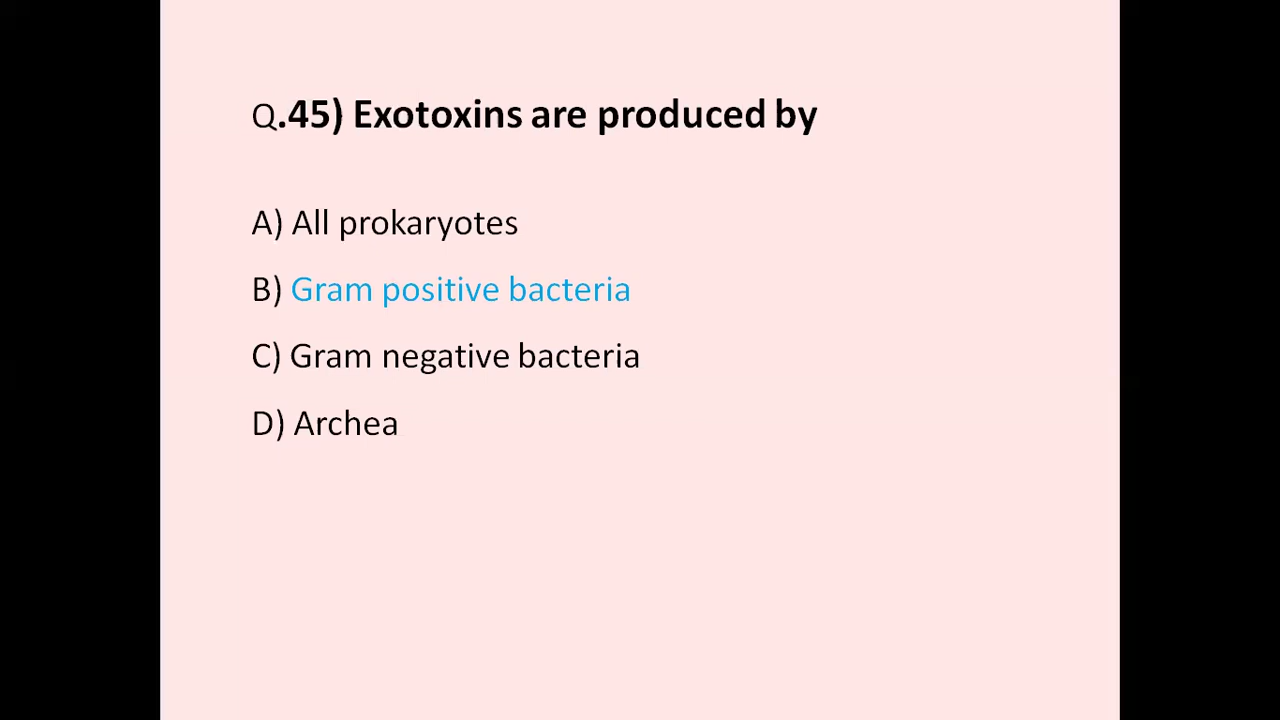 Q.45) Exotoxins are produced by
A) All prokaryotes
B) Gram positive bacteria
C) Gram negative bacteria
D) Archea